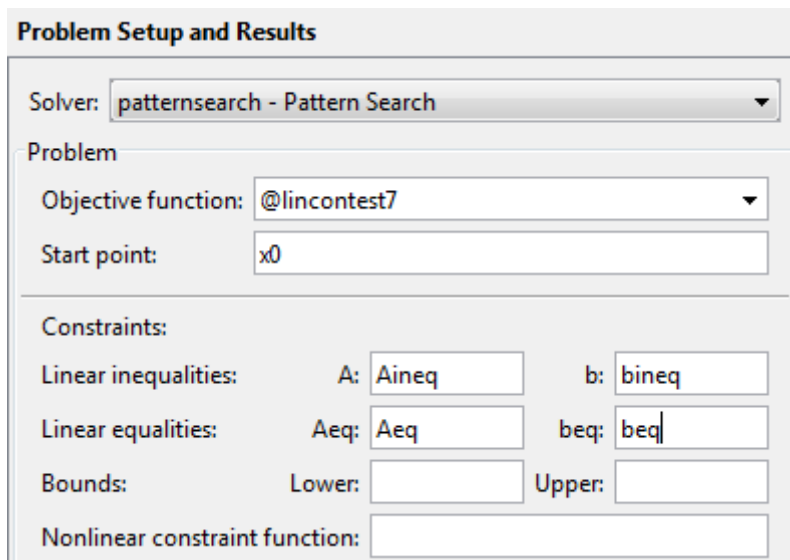 Problem Setup and Results
Solver: patternsearch - Pattern Search
Problem
Objective function: @lincontest7
Start point: x0
Constraints:
Linear inequalities: A: Aineq b: bineq
Linear equalities: Aeq: Aeq beq: beq
Bounds: Lower: Upper:
Nonlinear constraint function: